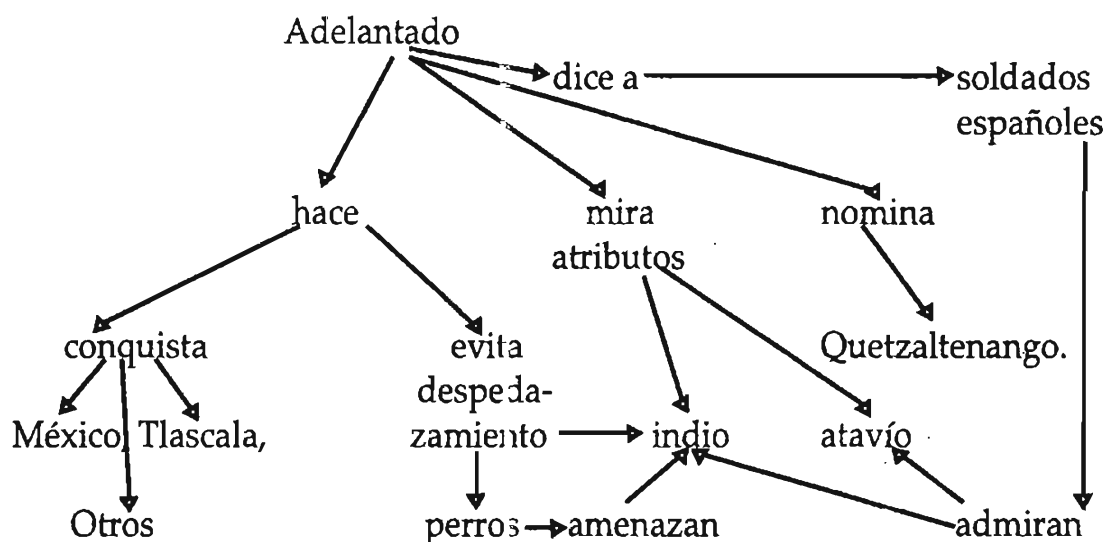 Adelantado
dice a
soldados
españoles
hace
mira
atributos
nomina
conquista
evita
despeda-
zamiento
Quetzaltenango.
México, Tlascala,
indio
atavío
Otros
perros
amenazan
admiran